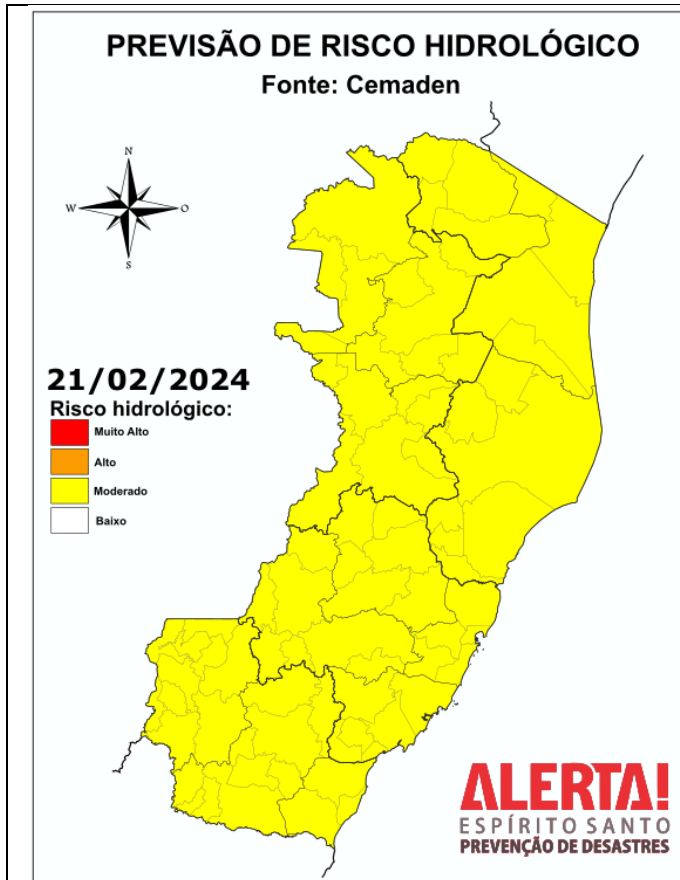 PREVISÃO DE RISCO HIDROLÓGICO
Fonte: Cemaden
N
W O
S
21/02/2024
Risco hidrológico:
Muito Alto
Alto
Moderado
Baixo
ALERTA!
ESPÍRITO SANTO
PREVENÇÃO DE DESASTRES